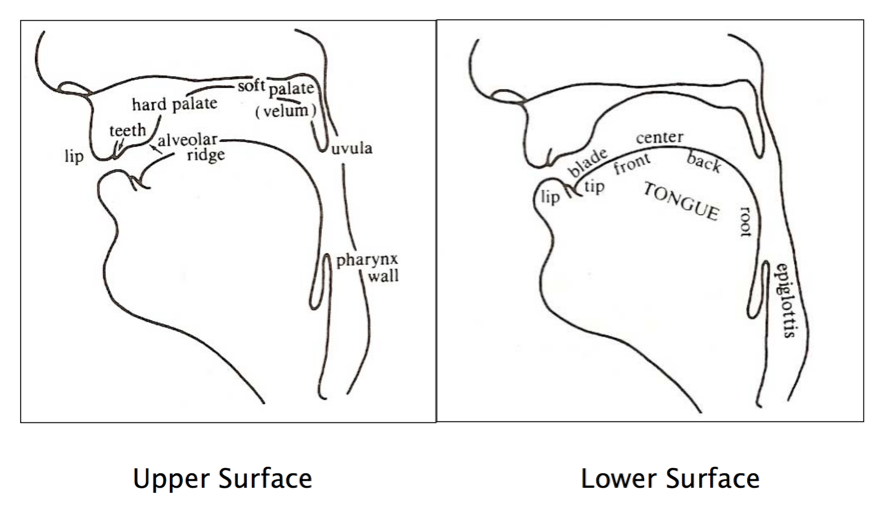 soft palate
hard palate
(velum)
teeth
alveolar
ridge
lip
uvula
pharynx
wall
center
blade
front
back
lip
tip
TONGUE
root
epiglottis
Upper Surface
Lower Surface